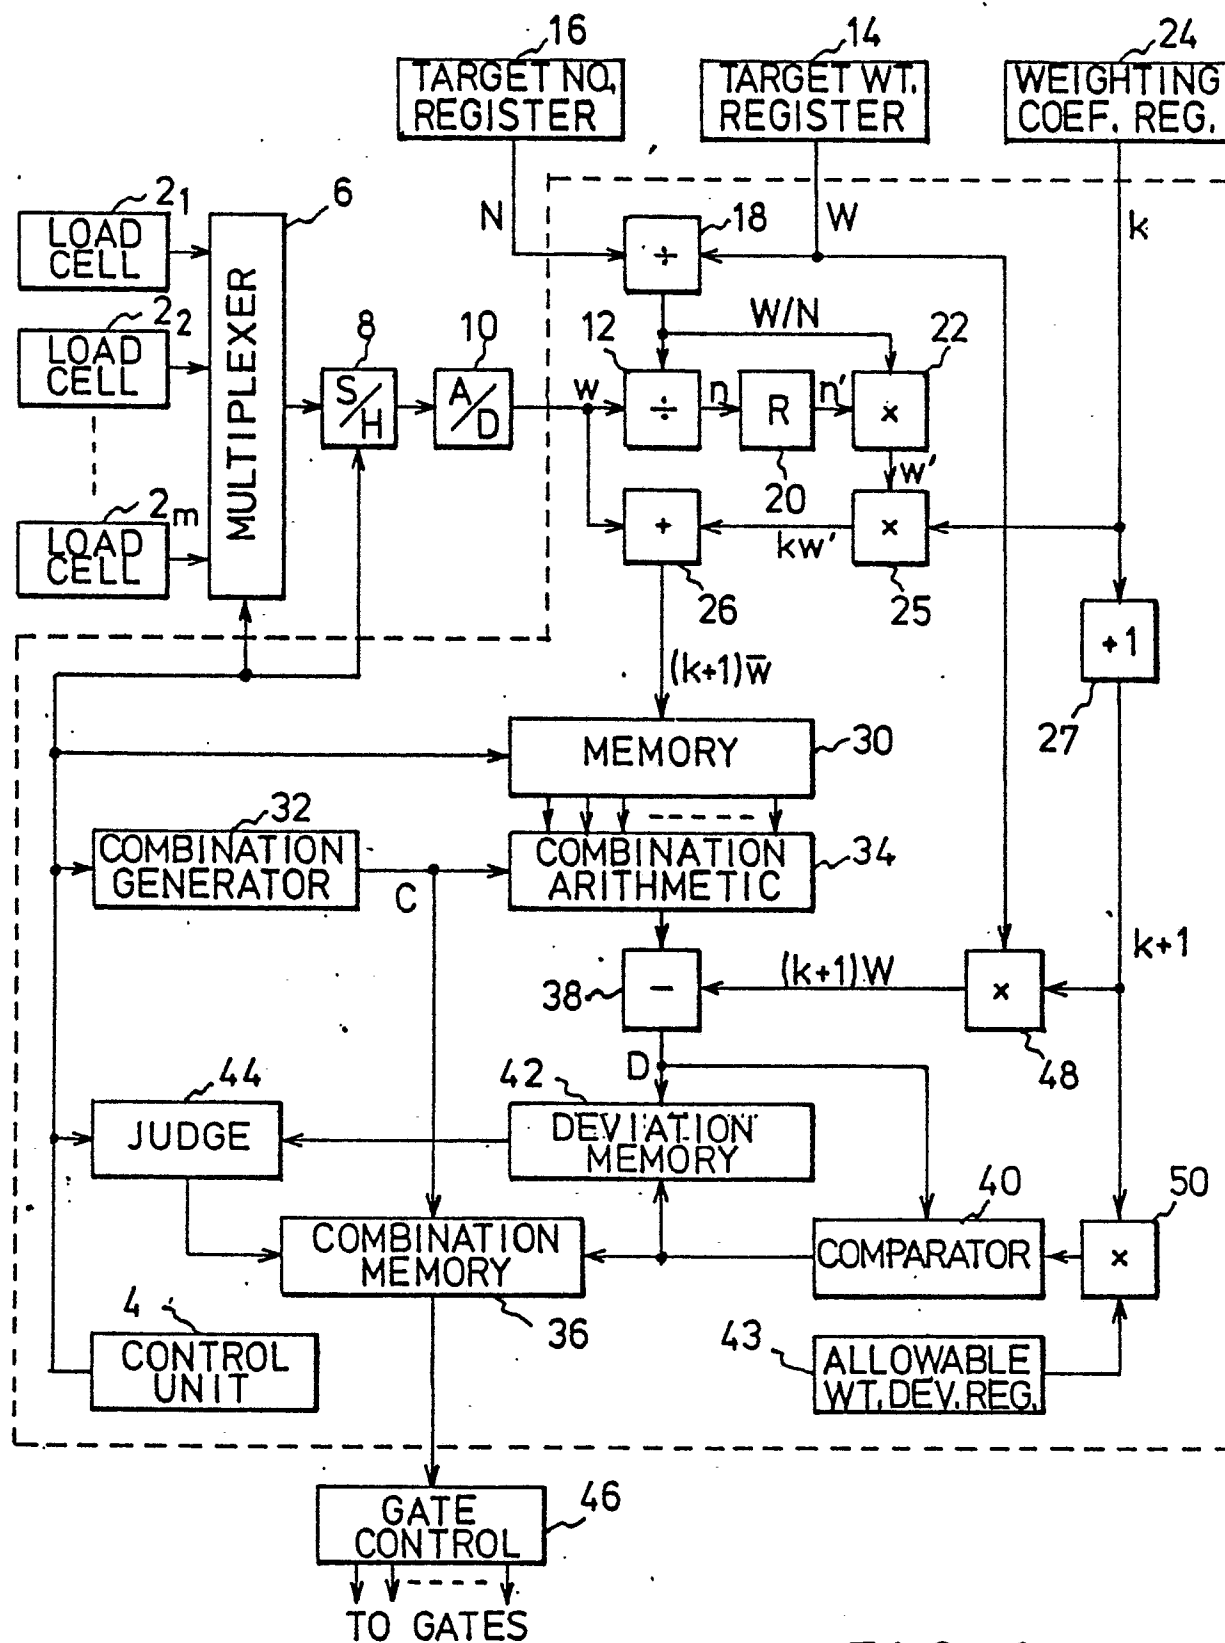 16
14
24
TARGET NO.
REGISTER
TARGET WT.
REGISTER
WEIGHTING
COEF. REG.
2₁
6
N
18
W
k
LOAD
CELL
÷
MULTIPLEXER
2₂
LOAD
CELL
8
10
12
W/N
22
S/H
A/D
w
÷
n
R
n'
×
20
w'
2m
LOAD
CELL
+
kw'
×
26
25
+1
27
(k+1)w̅
MEMORY
30
32
COMBINATION
GENERATOR
C
COMBINATION
ARITHMETIC
34
38
−
(k+1)W
×
k+1
48
D
44
JUDGE
42
DEVIATION
MEMORY
40
50
COMBINATION
MEMORY
COMPARATOR
×
36
4
CONTROL
UNIT
43
ALLOWABLE
WT. DEV. REG.
GATE
CONTROL
46
TO GATES